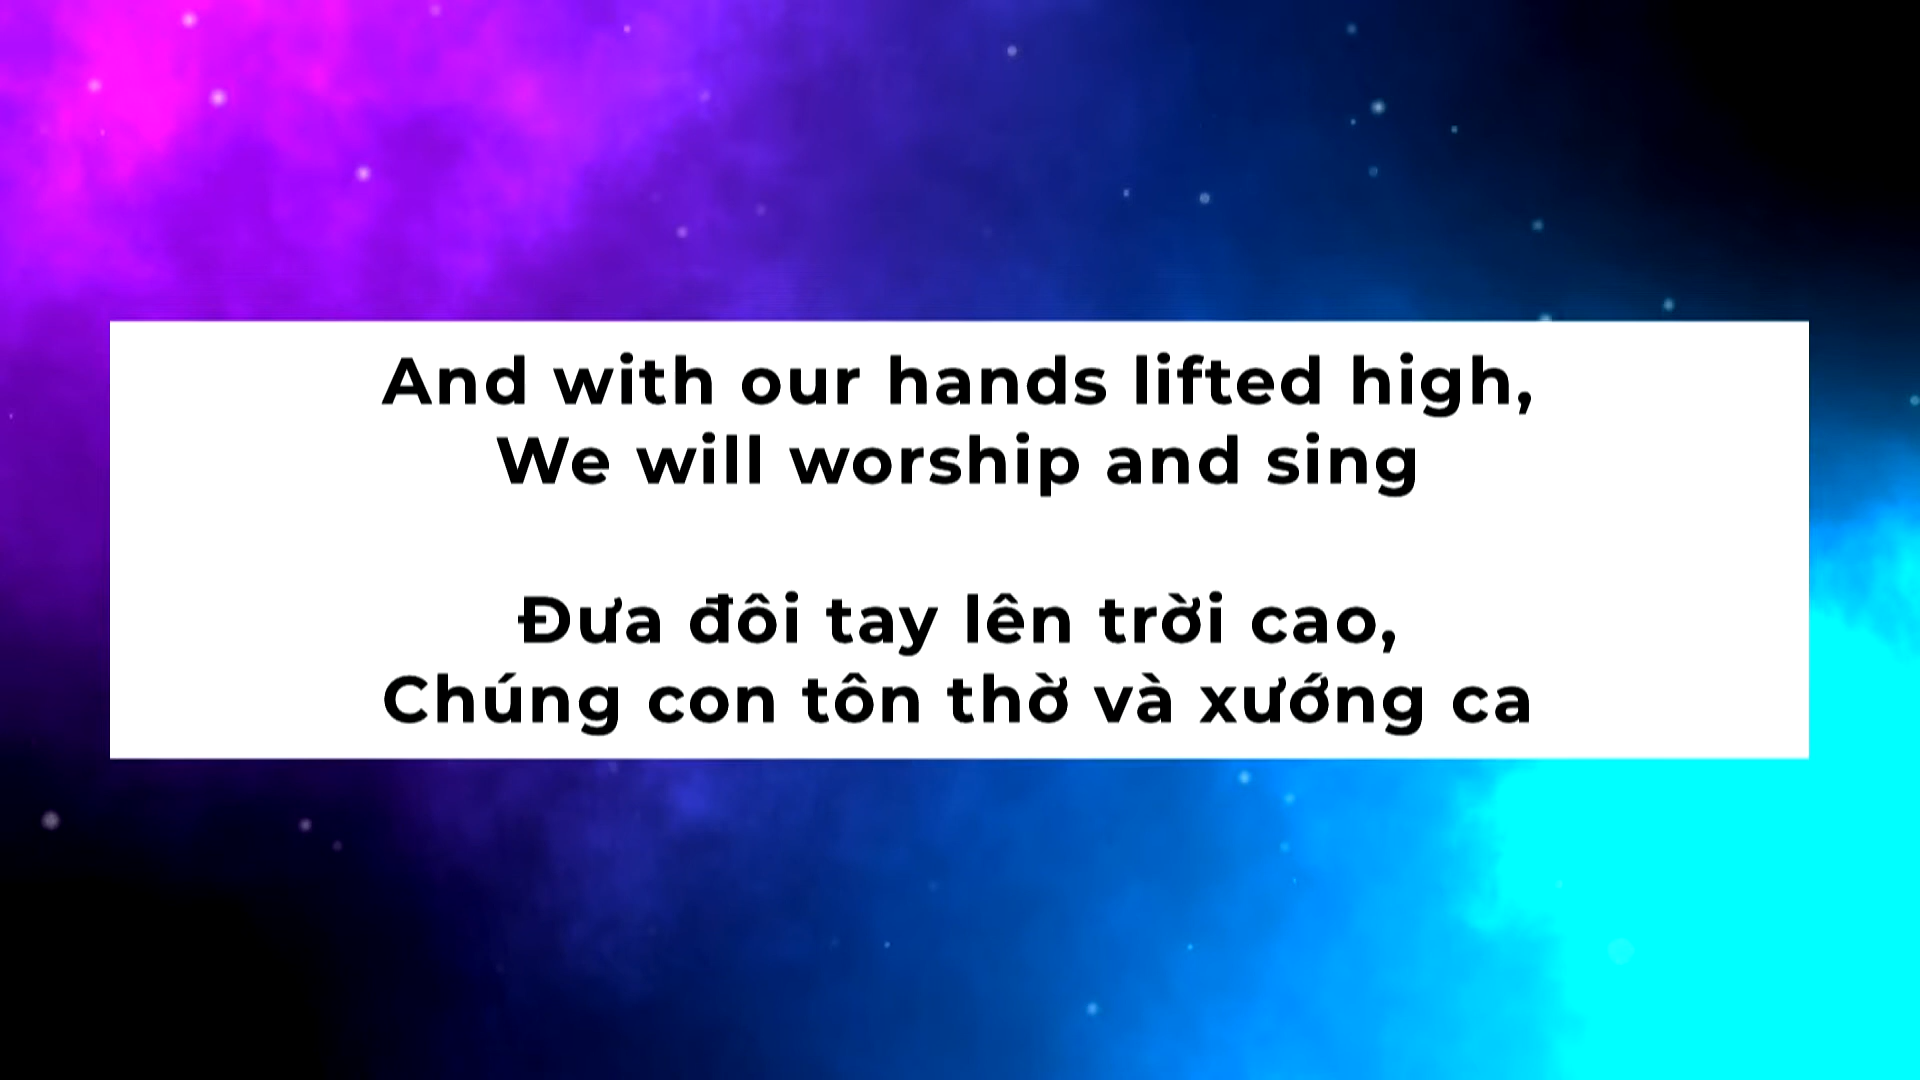 And with our hands lifted high,
We will worship and sing
Đưa đôi tay lên trời cao,
Chúng con tôn thờ và xướng ca